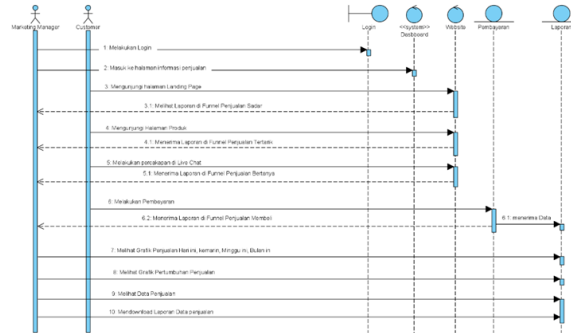 Marketing Manager
Customer
Login
<<system>>
Dashboard
Website
Pembayaran
Laporan
1. Melakukan Login
2. Masuk ke halaman informasi penjualan
3. Mengunjungi halaman Landing Page
3.1: Melihat Laporan di Funnel Penjualan Sadar
4. Mengunjungi Halaman Produk
4.1: Menerima Laporan di Funnel Penjualan Tertarik
5. Melakukan percakapan di Live Chat
5.1: Menerima Laporan di Funnel Penjualan Bertanya
6. Melakukan Pembayaran
6.1: menerima Data
6.2: Menerima Laporan di Funnel Penjualan Membeli
7. Melihat Grafik Penjualan Hari ini, kemarin, Minggu ini, Bulan ini
8. Melihat Grafik Pertumbuhan Penjualan
9. Melihat Data Penjualan
10. Mendownload Laporan Data penjualan